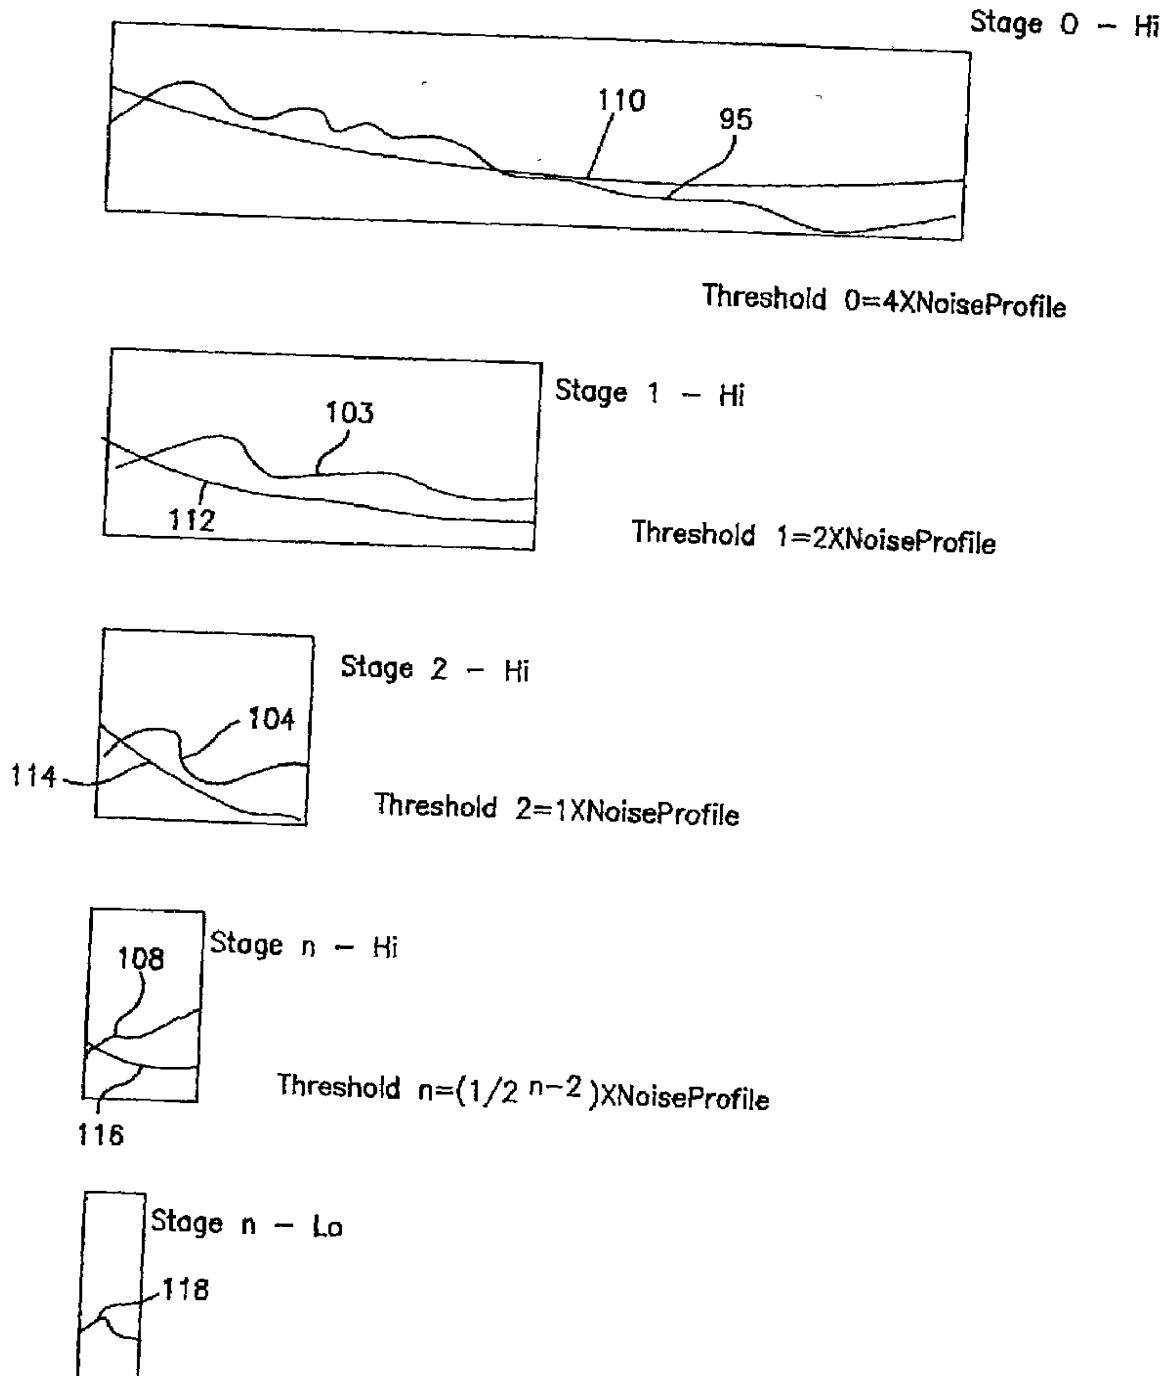 Stage 0 - Hi
110
95
Threshold 0=4XNoiseProfile
Stage 1 - Hi
103
112
Threshold 1=2XNoiseProfile
Stage 2 - Hi
104
114
Threshold 2=1XNoiseProfile
Stage n - Hi
108
Threshold n=(1/2 n-2)XNoiseProfile
116
Stage n - Lo
118